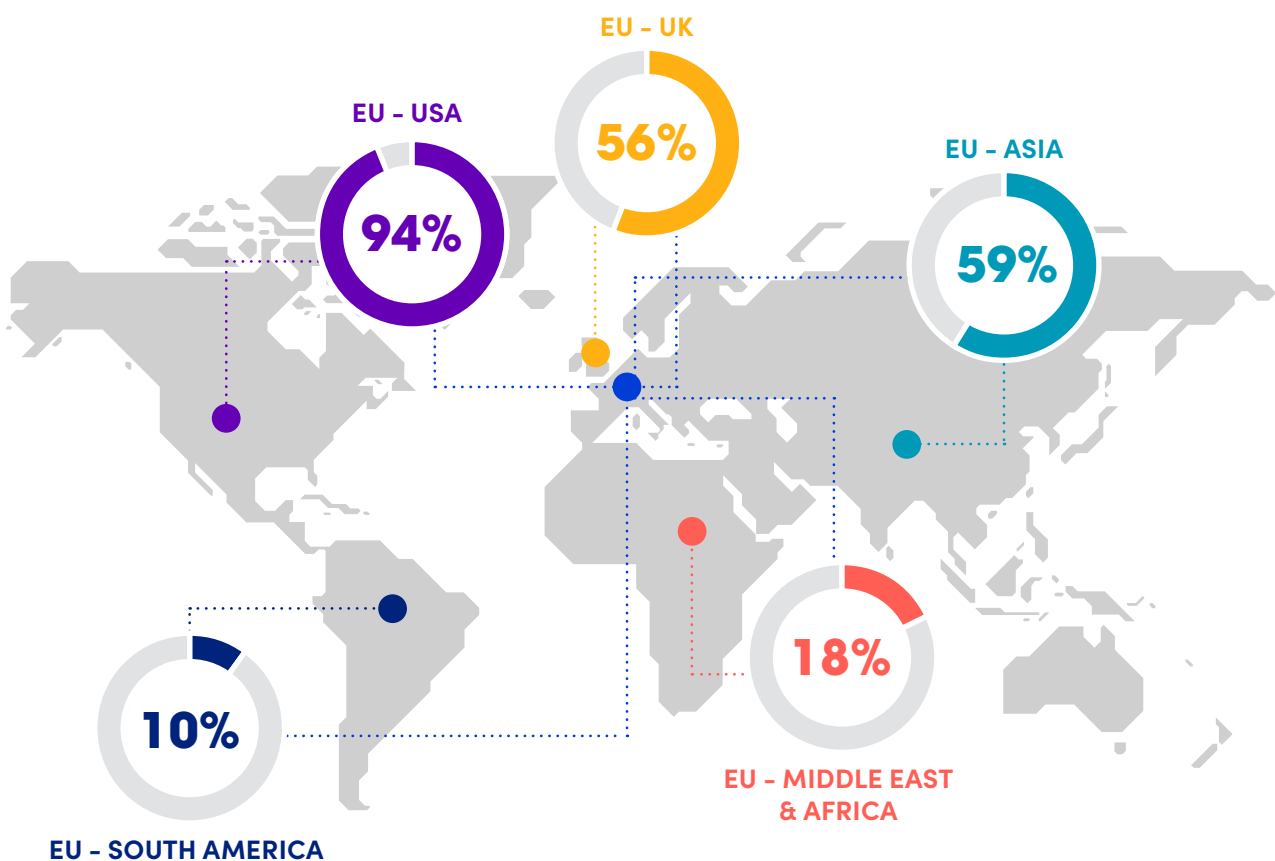 EU - UK
56%
EU - USA
94%
EU - ASIA
59%
18%
EU - MIDDLE EAST
& AFRICA
10%
EU - SOUTH AMERICA